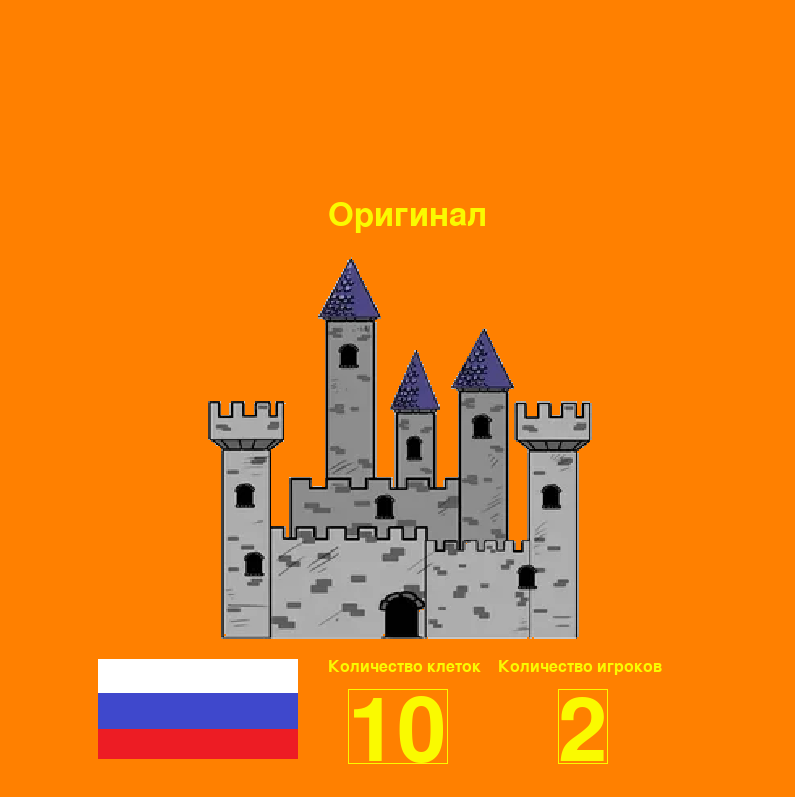 Оригинал
Количество клеток
Количество игроков
10
2